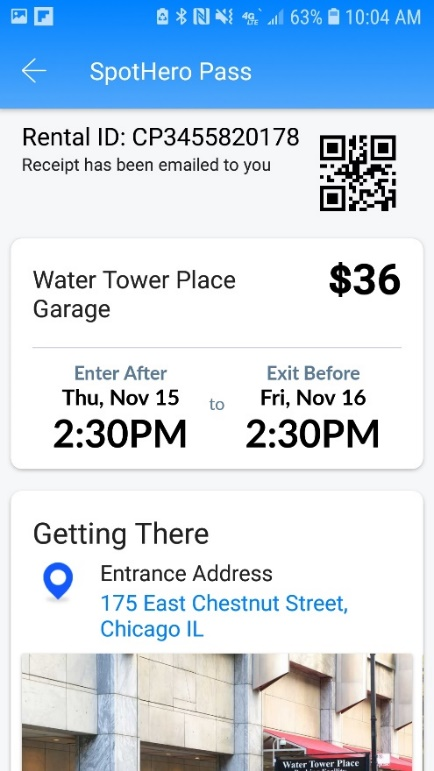 4G LTE 63% 10:04 AM
SpotHero Pass
Rental ID: CP3455820178
Receipt has been emailed to you
Water Tower Place
Garage
$36
Enter After
Thu, Nov 15
2:30PM
to
Exit Before
Fri, Nov 16
2:30PM
Getting There
Entrance Address
175 East Chestnut Street,
Chicago IL
Water Tower Place